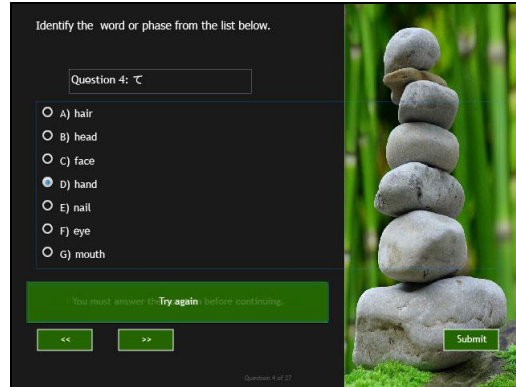 Identify the word or phase from the list below.
Question 4: て
A) hair
B) head
C) face
D) hand
E) nail
F) eye
G) mouth
You must answer the Try again before continuing.
<< >> Submit
Question 4 of 27